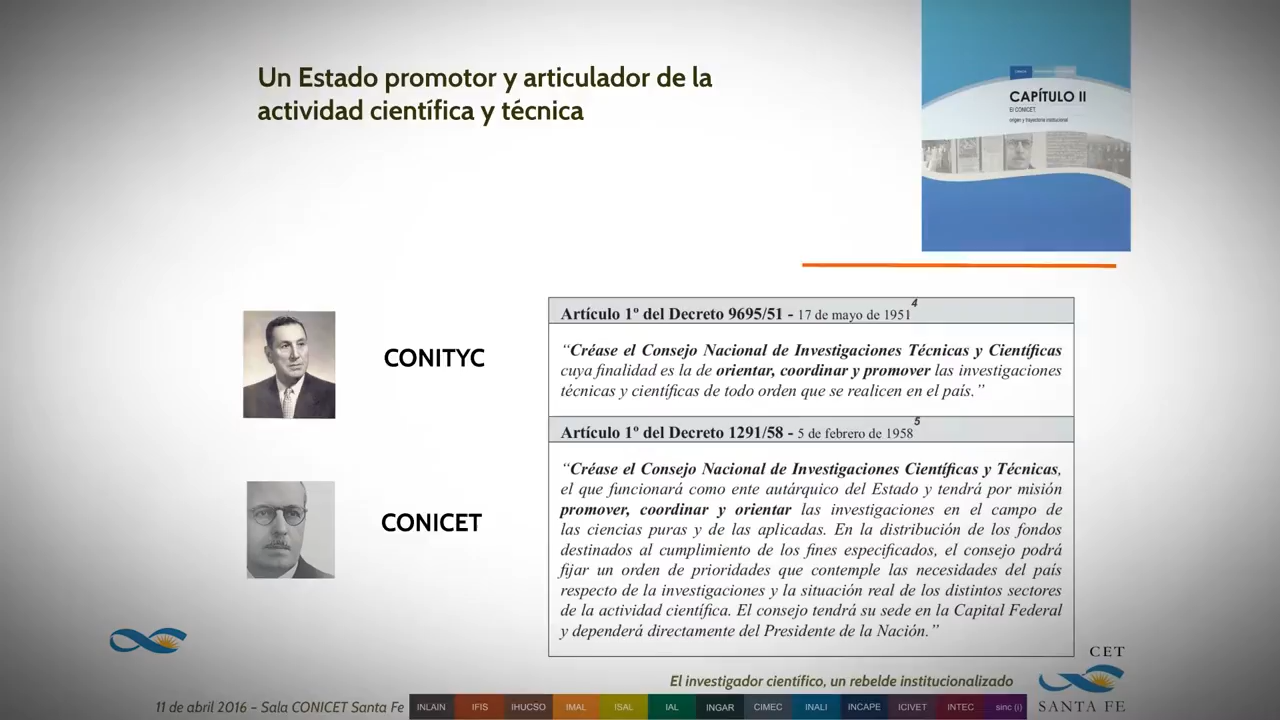 Un Estado promotor y articulador de la
actividad científica y técnica
CAPÍTULO II
El CONICET,
origen y trayectoria institucional
CONITYC
Artículo 1º del Decreto 9695/51 - 17 de mayo de 1951 4
“Créase el Consejo Nacional de Investigaciones Técnicas y Científicas
cuya finalidad es la de orientar, coordinar y promover las investigaciones
técnicas y científicas de todo orden que se realicen en el país.”
CONICET
Artículo 1º del Decreto 1291/58 - 5 de febrero de 1958 5
“Créase el Consejo Nacional de Investigaciones Científicas y Técnicas,
el que funcionará como ente autárquico del Estado y tendrá por misión
promover, coordinar y orientar las investigaciones en el campo de
las ciencias puras y de las aplicadas. En la distribución de los fondos
destinados al cumplimiento de los fines especificados, el consejo podrá
fijar un orden de prioridades que contemple las necesidades del país
respecto de la investigaciones y la situación real de los distintos sectores
de la actividad científica. El consejo tendrá su sede en la Capital Federal
y dependerá directamente del Presidente de la Nación.”
CET
SANTA FE
El investigador científico, un rebelde institucionalizado
11 de abril 2016 – Sala CONICET Santa Fe
INLAIN IFIS IHUCSO IMAL ISAL IAL INGAR CIMEC INALI INCAPE ICIVET INTEC sinc (i)